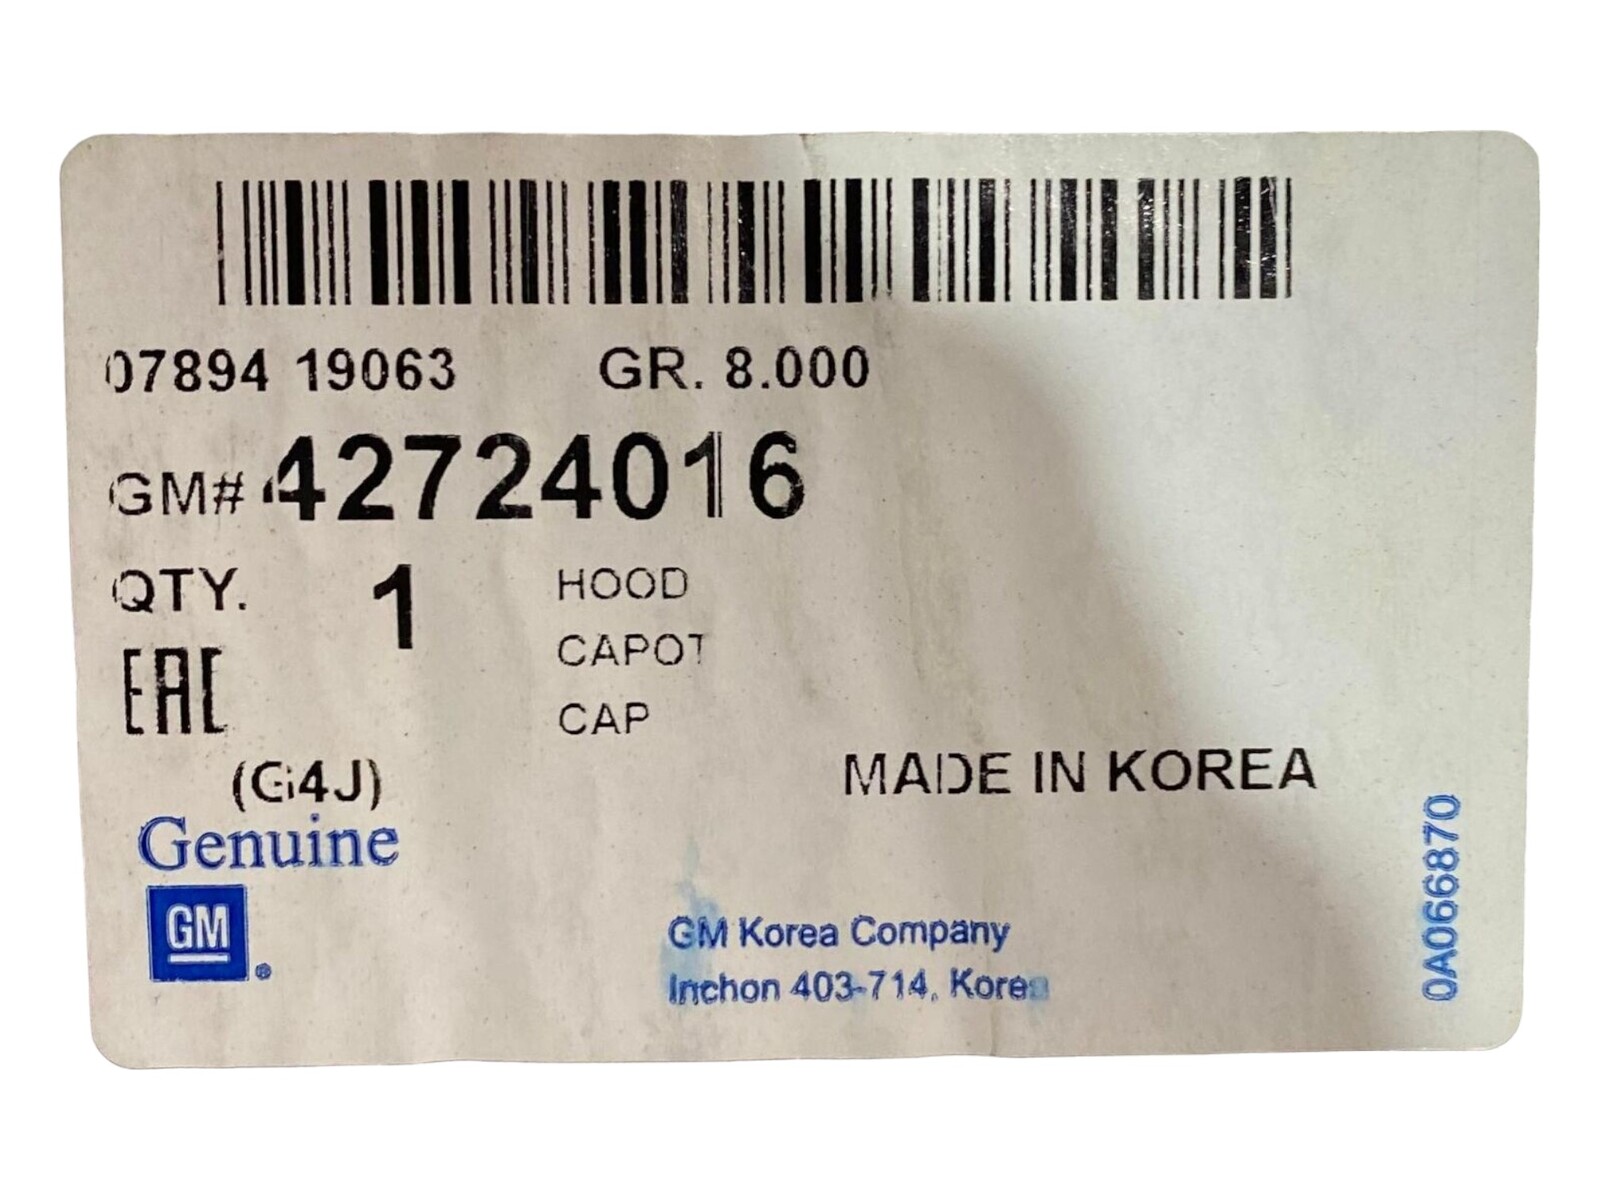 07894 19063 GR. 8.000
GM# 42724016
QTY. 1 HOOD
CAPOT
EAC CAP
(G4J)
MADE IN KOREA
Genuine
GM ®
GM Korea Company
Inchon 403-714, Korea
0A066870